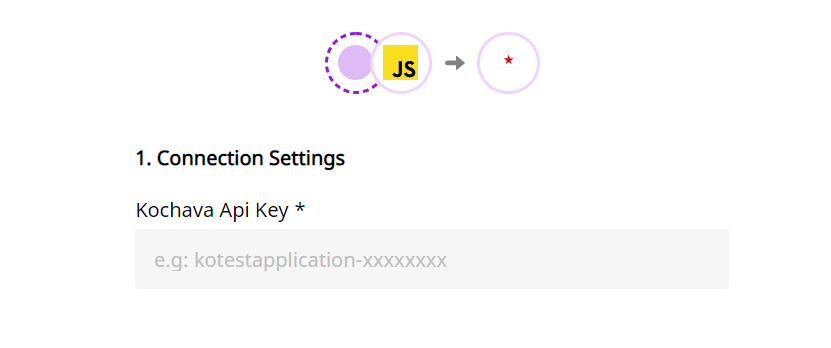 JS
1. Connection Settings
Kochava Api Key *
e.g: kotestapplication-xxxxxxxx